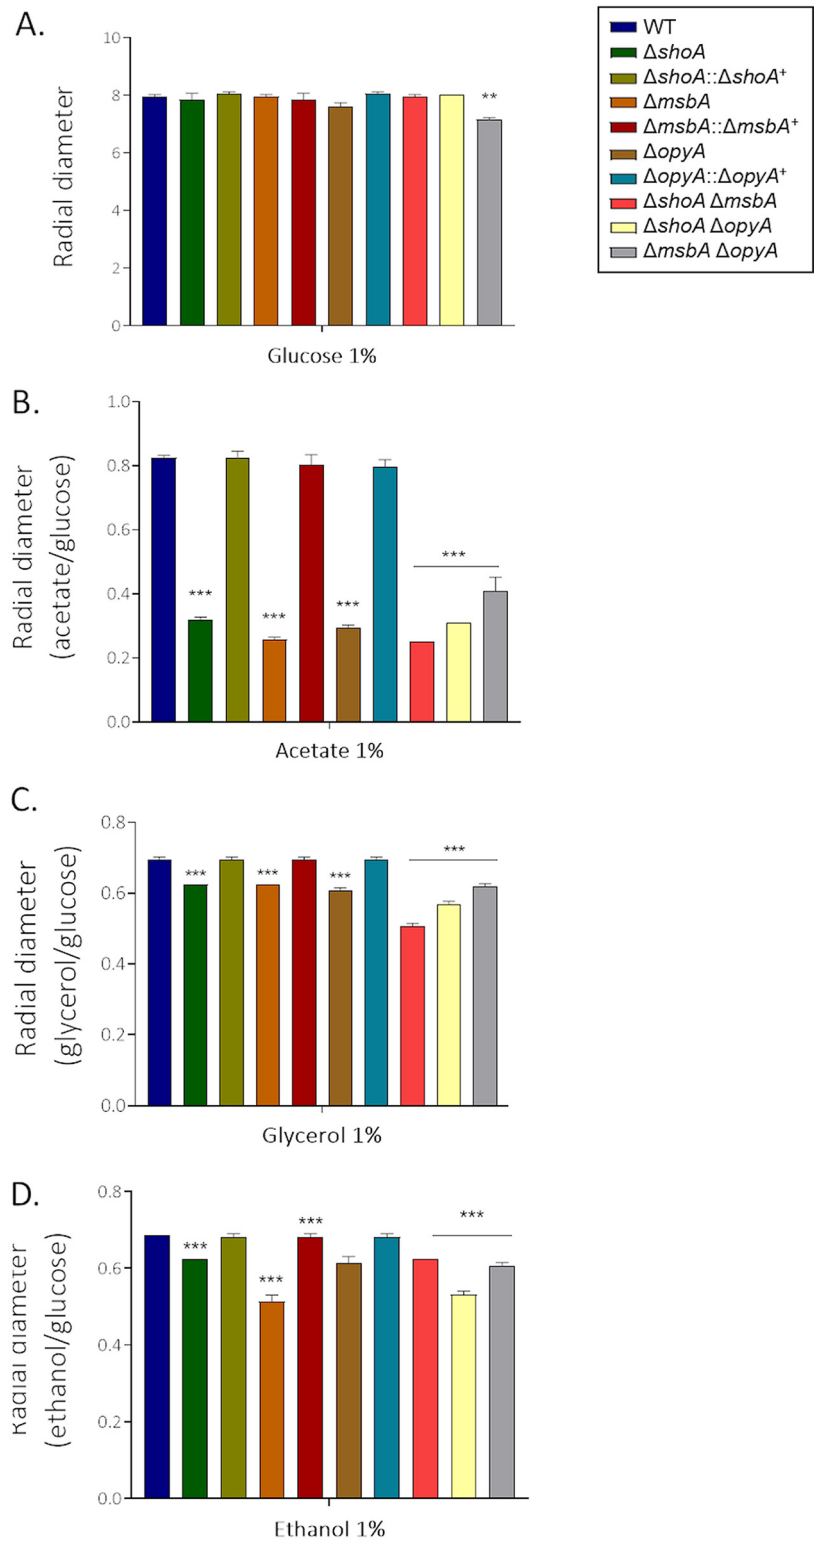 A.
10
8
6
4
2
0
Radial diameter
**
Glucose 1%
WT
ΔshoA
ΔshoA::ΔshoA⁺
ΔmsbA
ΔmsbA::ΔmsbA⁺
ΔopyA
ΔopyA::ΔopyA⁺
ΔshoA ΔmsbA
ΔshoA ΔopyA
ΔmsbA ΔopyA
B.
1.0
0.8
0.6
0.4
0.2
0.0
Radial diameter
(acetate/glucose)
***
***
***
***
Acetate 1%
C.
0.8
0.6
0.4
0.2
0.0
Radial diameter
(glycerol/glucose)
***
***
***
***
Glycerol 1%
D.
0.8
0.6
0.4
0.2
0.0
Radial diameter
(ethanol/glucose)
***
***
***
***
Ethanol 1%